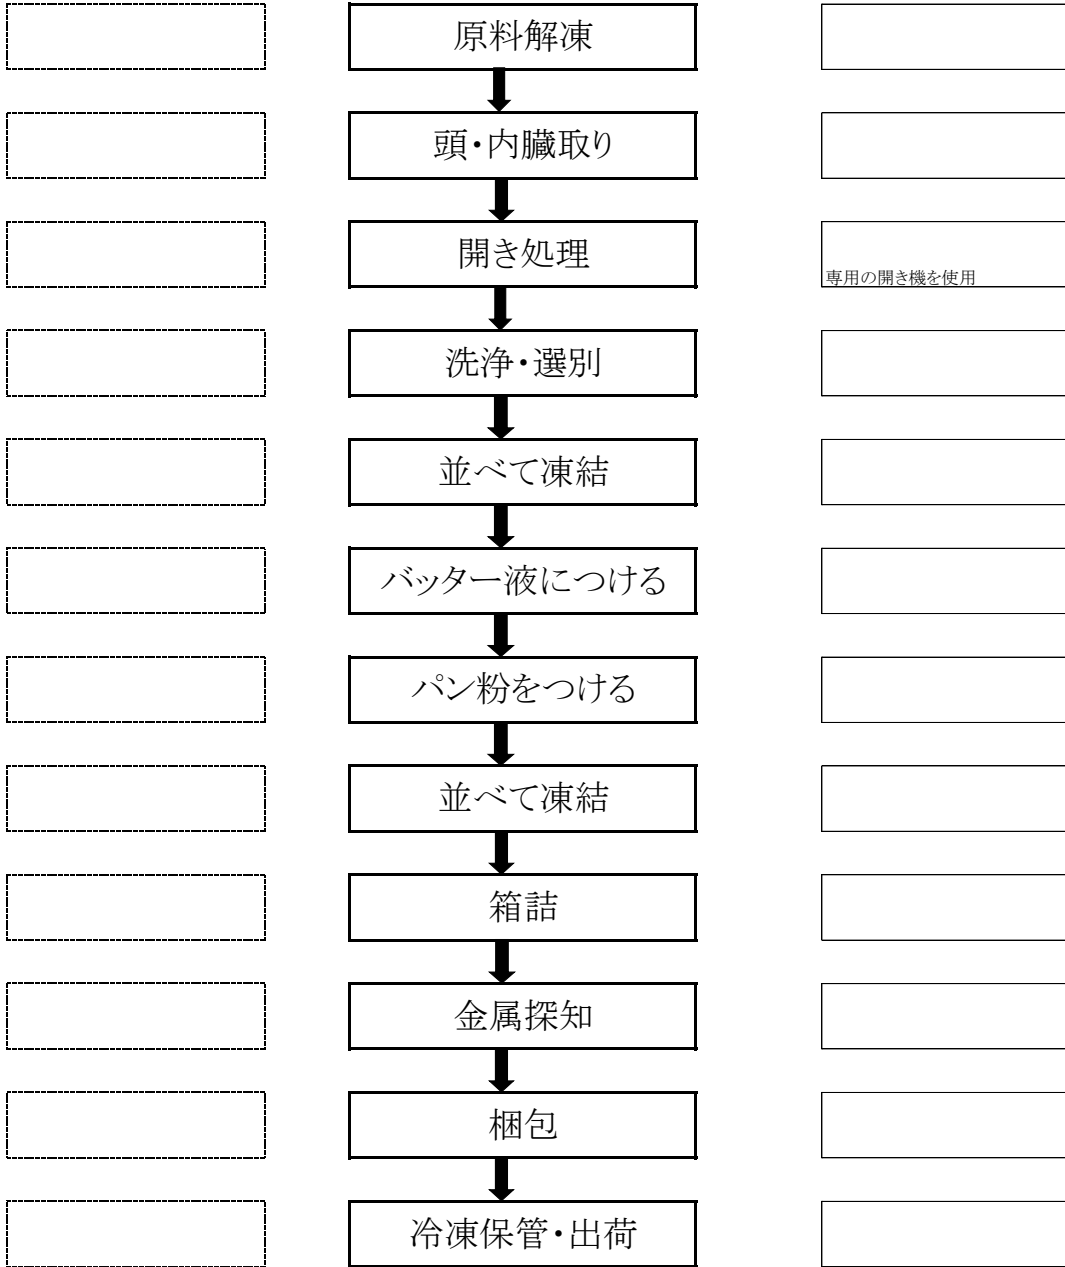 原料解凍
頭・内臓取り
開き処理
専用の開き機を使用
洗浄・選別
並べて凍結
バッター液につける
パン粉をつける
並べて凍結
箱詰
金属探知
梱包
冷凍保管・出荷